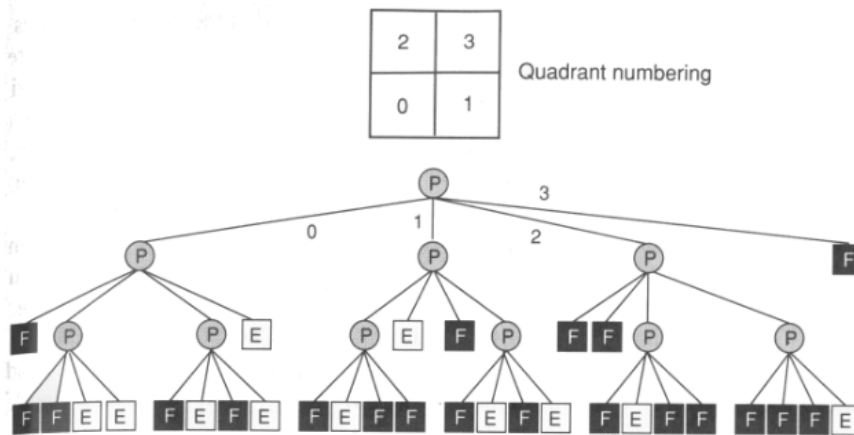 2 3
Quadrant numbering
0 1
P
3
0 1 2
P P P F
F P P E P E F P F F P P
F F E E F E F E F E F F F E F E F E F F F F F E